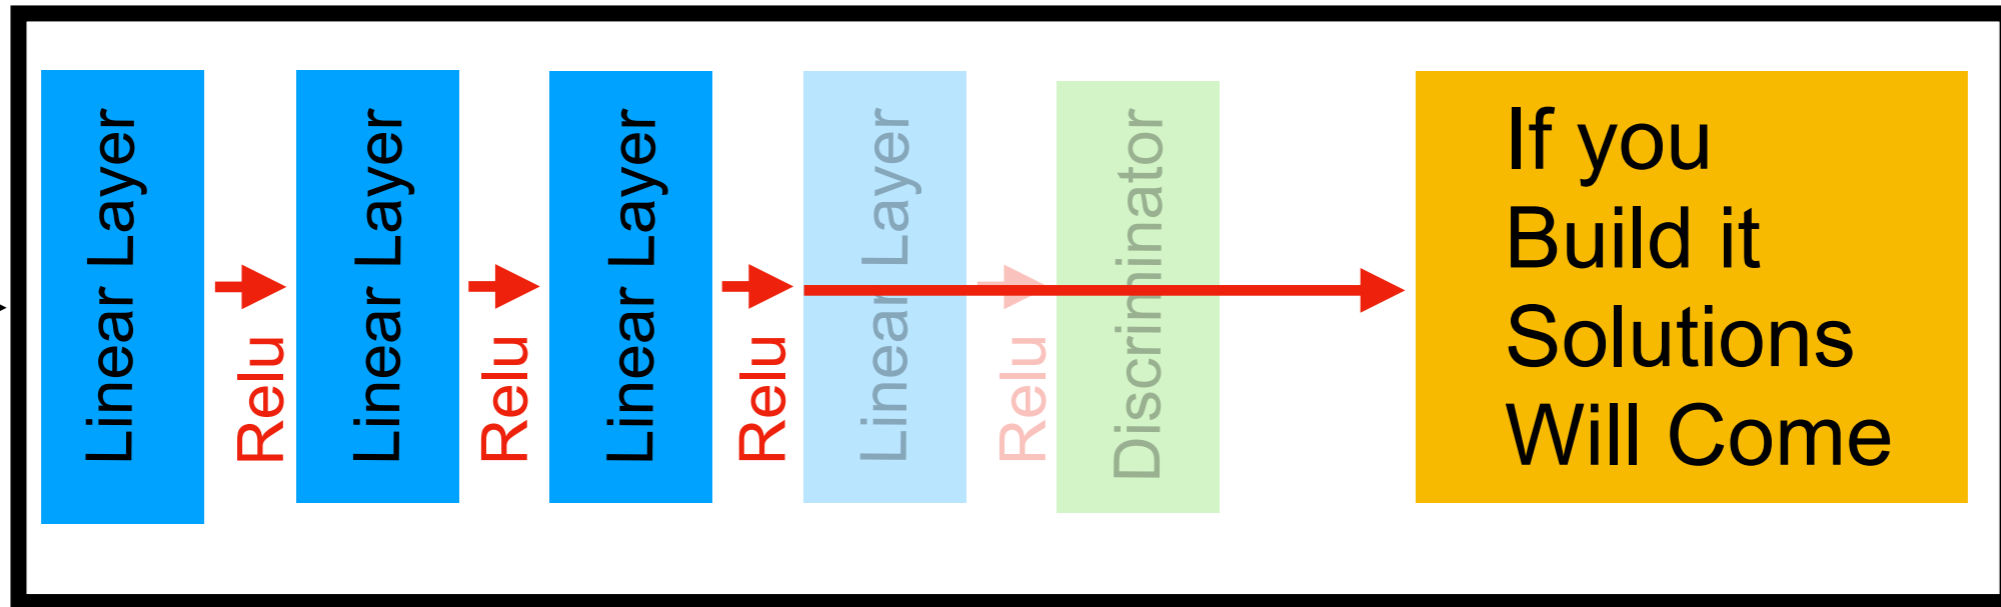 Linear Layer
Relu
Linear Layer
Relu
Linear Layer
Relu
Linear Layer
Relu
Discriminator
If you
Build it
Solutions
Will Come